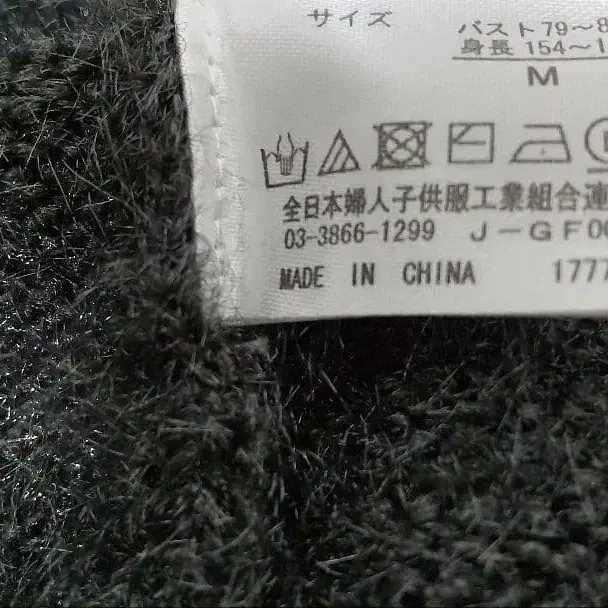 サイズ
バスト79〜8
身長 154〜1
M
全日本婦人子供服工業組合連
03-3866-1299 J-GF00
MADE IN CHINA 1777